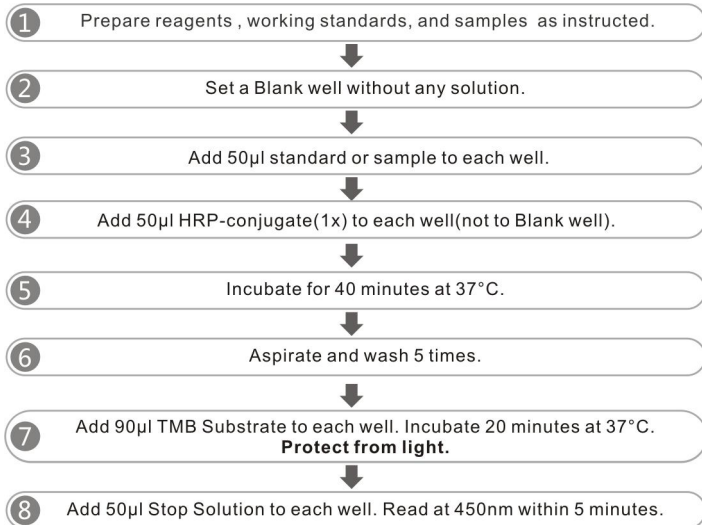 1 Prepare reagents , working standards, and samples as instructed.
2 Set a Blank well without any solution.
3 Add 50μl standard or sample to each well.
4 Add 50μl HRP-conjugate(1x) to each well(not to Blank well).
5 Incubate for 40 minutes at 37°C.
6 Aspirate and wash 5 times.
7 Add 90μl TMB Substrate to each well. Incubate 20 minutes at 37°C.
Protect from light.
8 Add 50μl Stop Solution to each well. Read at 450nm within 5 minutes.